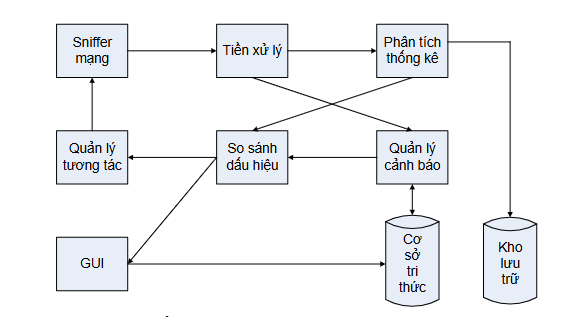 Sniffer
mạng
Tiền xử lý
Phân tích
thống kê
Quản lý
tương tác
So sánh
dấu hiệu
Quản lý
cảnh báo
GUI
Cơ
sở
tri
thức
Kho
lưu
trữ